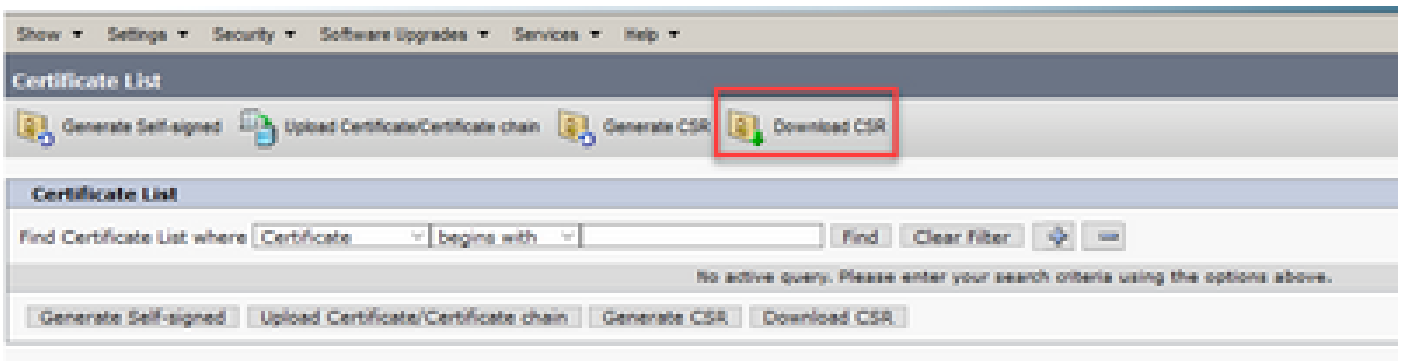 Show Settings Security Software Upgrades Services Help
Certificate List
Generate Self-signed Upload Certificate/Certificate chain Generate CSR Download CSR
Certificate List
Find Certificate List where Certificate begins with Find Clear Filter
No active query. Please enter your search criteria using the options above.
Generate Self-signed Upload Certificate/Certificate chain Generate CSR Download CSR